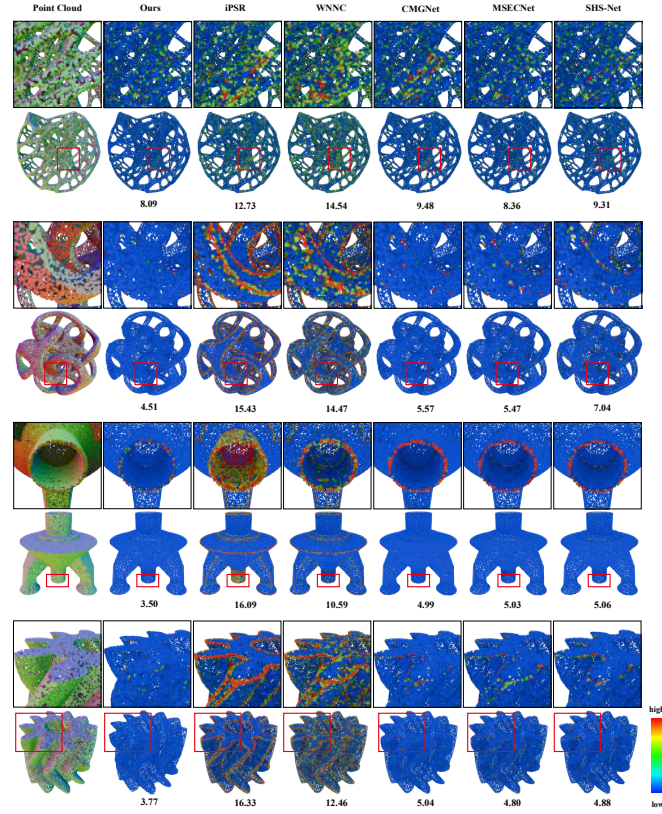 Point Cloud Ours iPSR WNNC CMGNet MSECNet SHS-Net
8.09 12.73 14.54 9.48 8.36 9.31
4.51 15.43 14.47 5.57 5.47 7.04
3.50 16.09 10.59 4.99 5.03 5.06
high
low
3.77 16.33 12.46 5.04 4.80 4.88